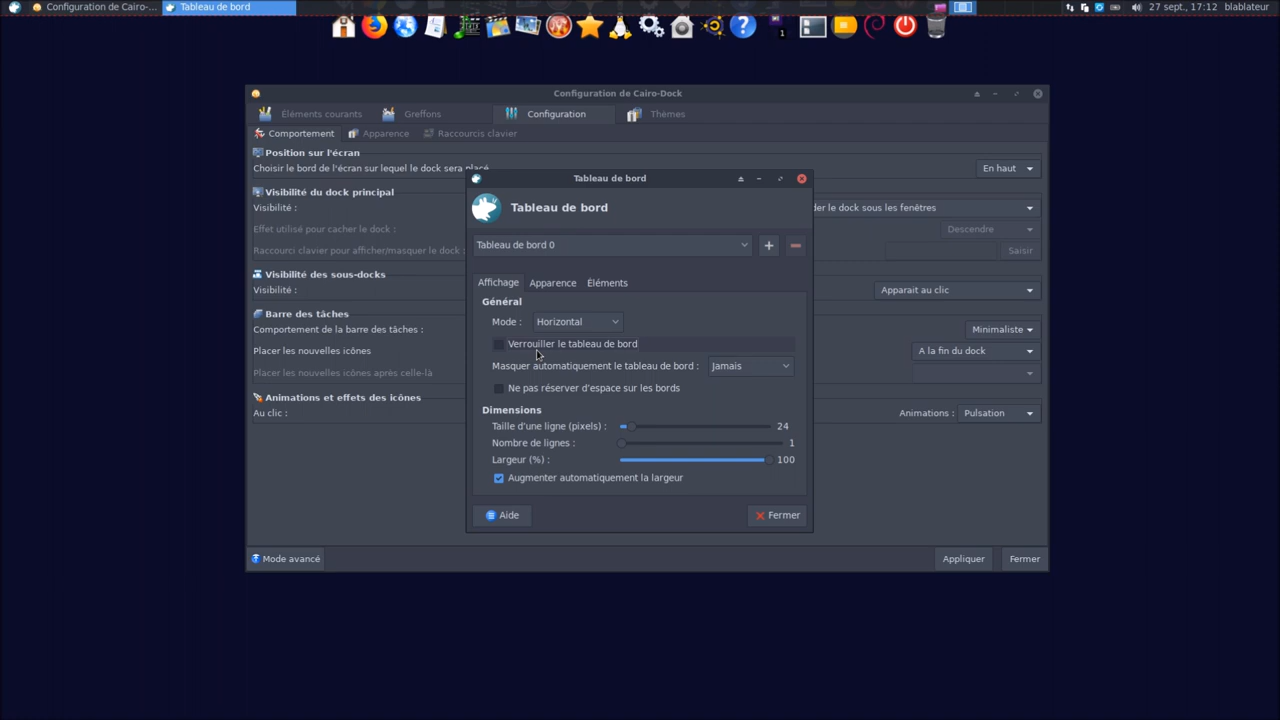 Configuration de Cairo-... Tableau de bord 27 sept., 17:12 blablateur
1
Configuration de Cairo-Dock
Éléments courants Greffons Configuration Thèmes
Comportement Apparence Raccourcis clavier
Position sur l'écran
Choisir le bord de l'écran sur lequel le dock sera placé En haut
Visibilité du dock principal
Visibilité : der le dock sous les fenêtres
Effet utilisé pour cacher le dock : Descendre
Raccourci clavier pour afficher/masquer le dock : Saisir
Visibilité des sous-docks
Visibilité : Apparait au clic
Barre des tâches
Comportement de la barre des tâches : Minimaliste
Placer les nouvelles icônes A la fin du dock
Placer les nouvelles icônes après celle-là
Animations et effets des icônes
Au clic : Animations : Pulsation
Mode avancé Appliquer Fermer
Tableau de bord
Tableau de bord
Tableau de bord 0
Affichage Apparence Éléments
Général
Mode : Horizontal
Verrouiller le tableau de bord
Masquer automatiquement le tableau de bord : Jamais
Ne pas réserver d'espace sur les bords
Dimensions
Taille d'une ligne (pixels) : 24
Nombre de lignes : 1
Largeur (%) : 100
Augmenter automatiquement la largeur
Aide Fermer